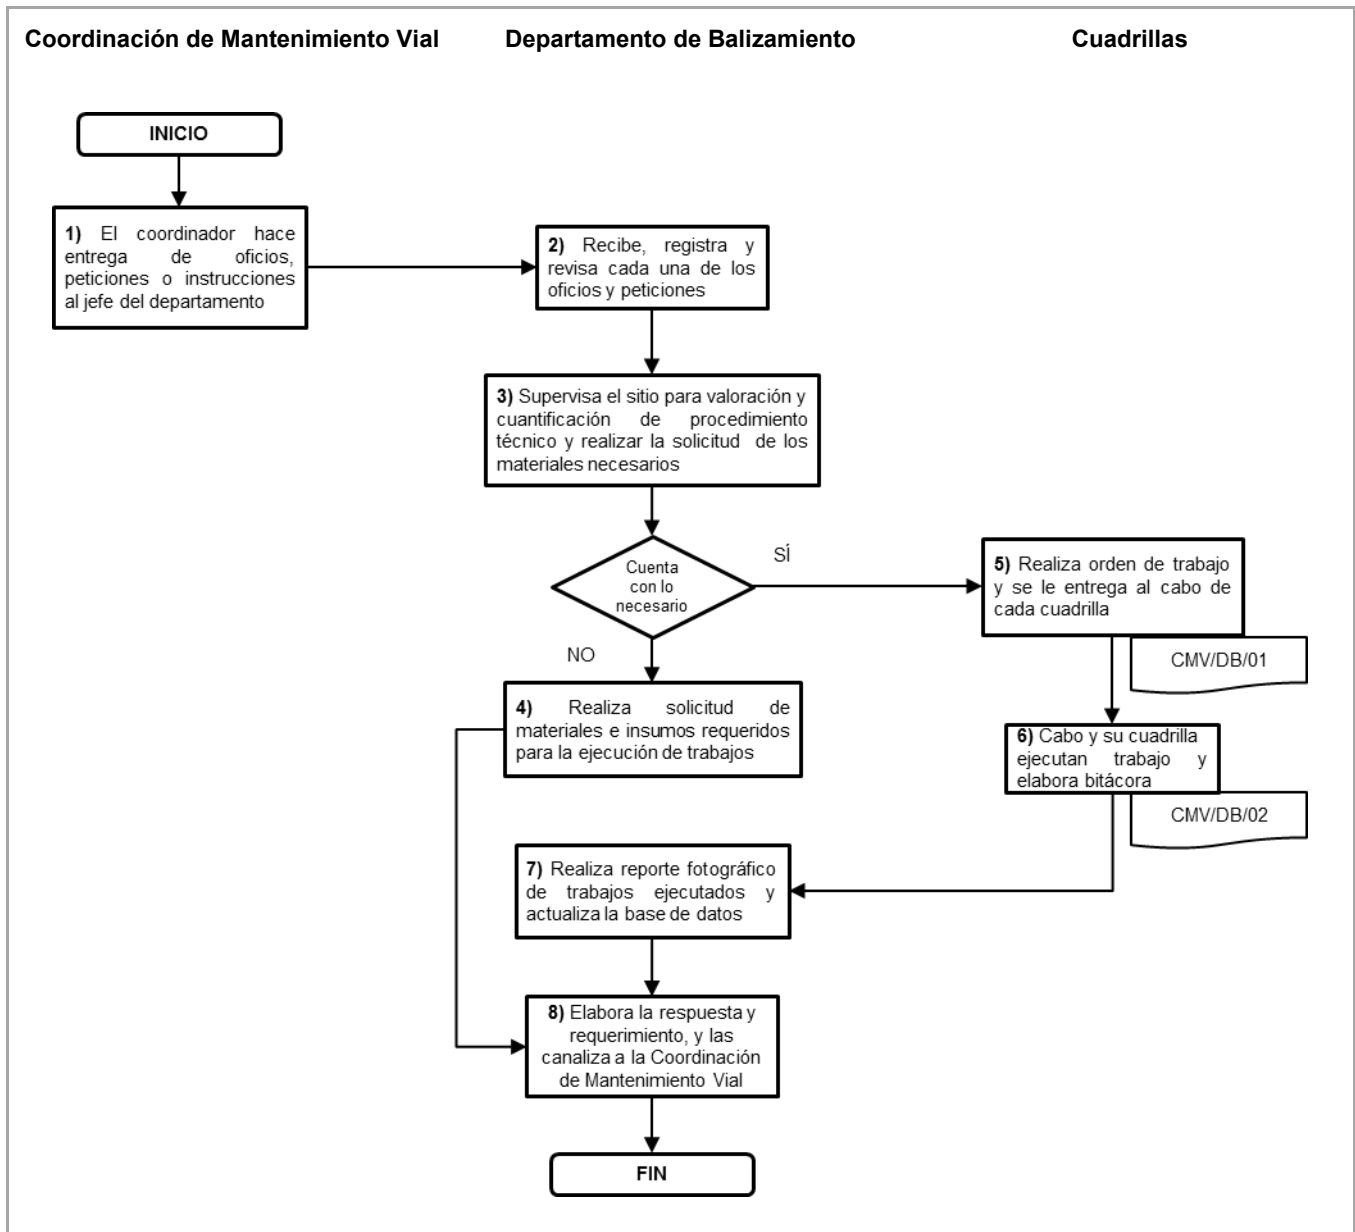 Coordinación de Mantenimiento Vial
Departamento de Balizamiento
Cuadrillas
INICIO
1) El coordinador hace
entrega de oficios,
peticiones o instrucciones
al jefe del departamento
2) Recibe, registra y
revisa cada una de los
oficios y peticiones
3) Supervisa el sitio para valoración y
cuantificación de procedimiento
técnico y realizar la solicitud de los
materiales necesarios
Cuenta
con lo
necesario
SÍ
NO
4) Realiza solicitud de
materiales e insumos requeridos
para la ejecución de trabajos
5) Realiza orden de trabajo
y se le entrega al cabo de
cada cuadrilla
CMV/DB/01
6) Cabo y su cuadrilla
ejecutan trabajo y
elabora bitácora
CMV/DB/02
7) Realiza reporte fotográfico
de trabajos ejecutados y
actualiza la base de datos
8) Elabora la respuesta y
requerimiento, y las
canaliza a la Coordinación
de Mantenimiento Vial
FIN